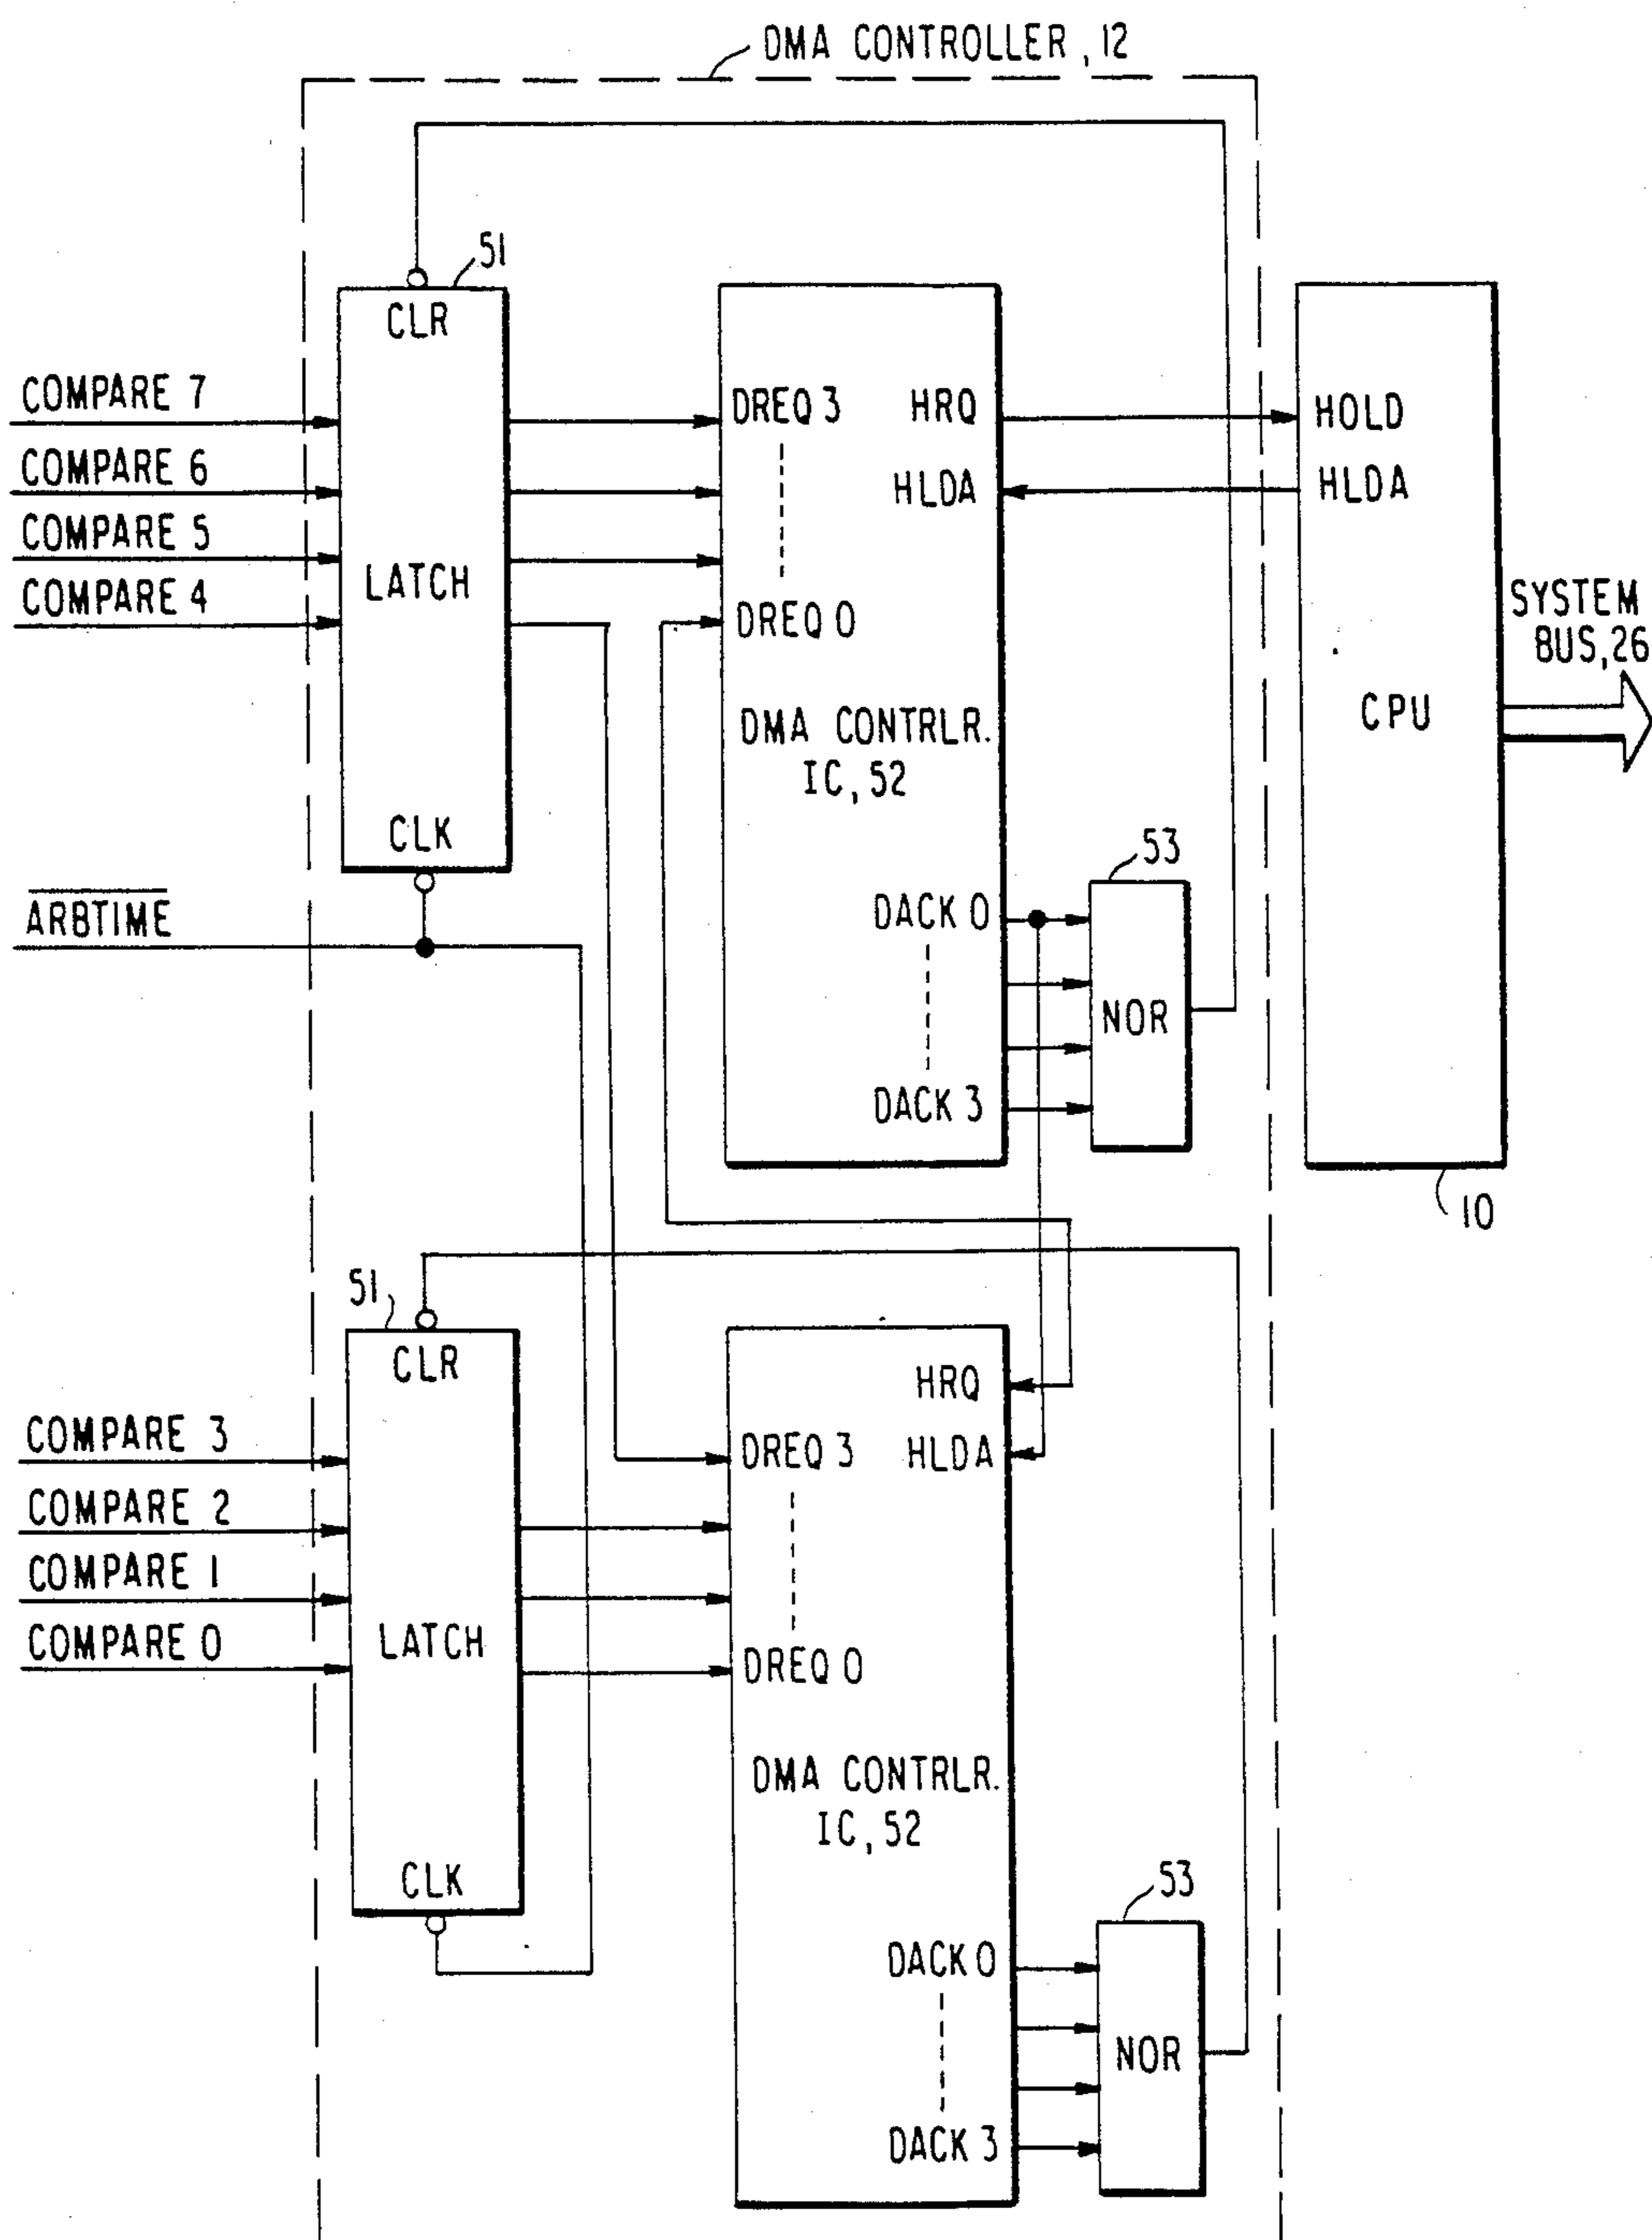 DMA CONTROLLER, 12
51
CLR
COMPARE 7
COMPARE 6
COMPARE 5
COMPARE 4
LATCH
CLK
ARBTIME
DREQ 3
HRQ
HLDA
DREQ 0
DMA CONTRLR.
IC, 52
DACK 0
DACK 3
53
NOR
HOLD
HLDA
CPU
SYSTEM
BUS, 26
10
51
CLR
COMPARE 3
COMPARE 2
COMPARE 1
COMPARE 0
LATCH
CLK
HRQ
DREQ 3
HLDA
DREQ 0
DMA CONTRLR.
IC, 52
DACK 0
DACK 3
53
NOR